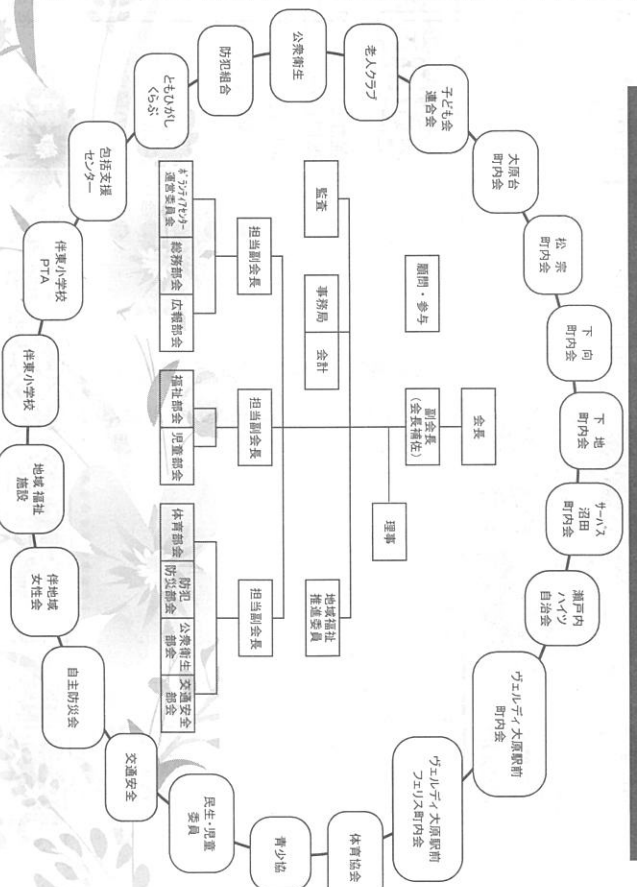 会長
副会長
(会長補佐)
顧問・参与
理事
監査
事務局
会計
地域福祉
推進委員
担当副会長
担当副会長
担当副会長
ボランティアセンター
運営委員会
総務部会
広報部会
福祉部会
児童部会
体育部会
防犯
防災部会
公衆衛生
部会
交通安全
部会
大原台
町内会
松宗
町内会
下向
町内会
下地
町内会
サーパス
沼田
町内会
瀬戸内
ハイツ
自治会
ヴェルディ大原駅前
町内会
ヴェルディ大原駅前
フェリス町内会
体育協会
青少協
民生・児童
委員
交通安全
自主防災会
伴地域
女性会
地域福祉
施設
伴東小学校
伴東小学校
PTA
包括支援
センター
ともひがし
くらぶ
防犯組合
公衆衛生
老人クラブ
子ども会
連合会